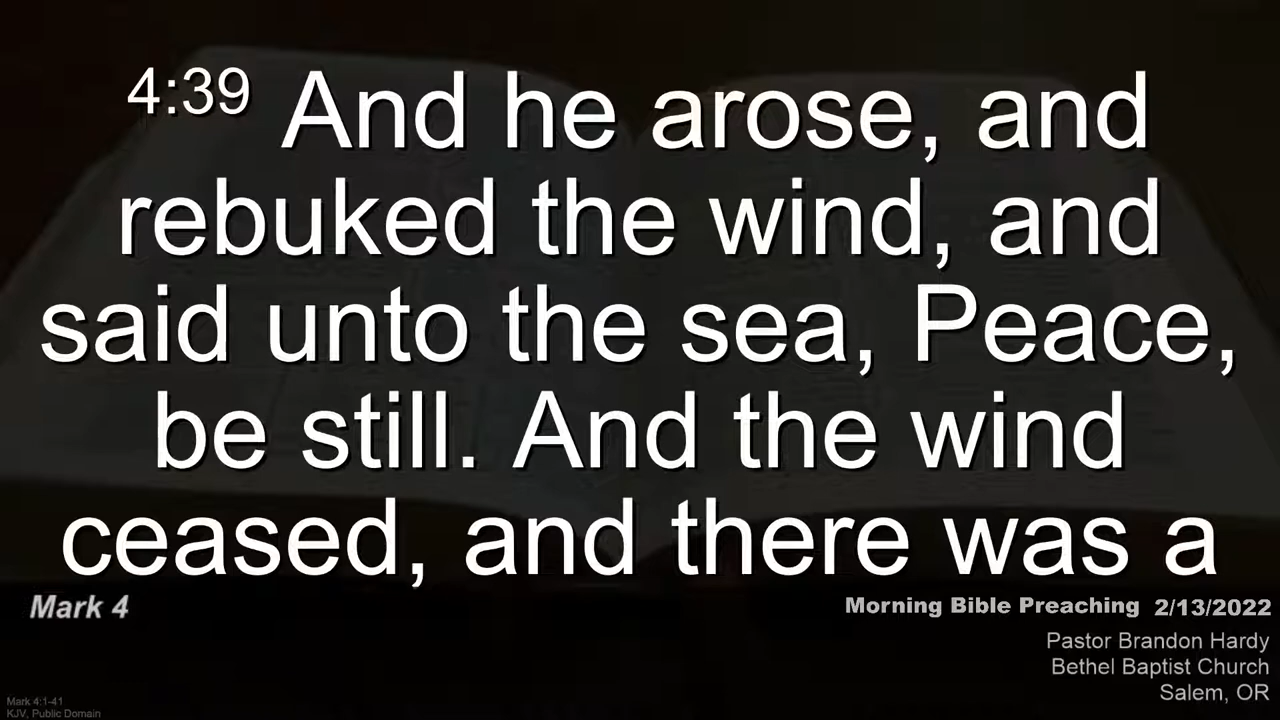 4:39 And he arose, and
rebuked the wind, and
said unto the sea, Peace,
be still. And the wind
ceased, and there was a
Mark 4
Morning Bible Preaching 2/13/2022
Pastor Brandon Hardy
Bethel Baptist Church
Salem, OR
Mark 4:1-41
KJV, Public Domain